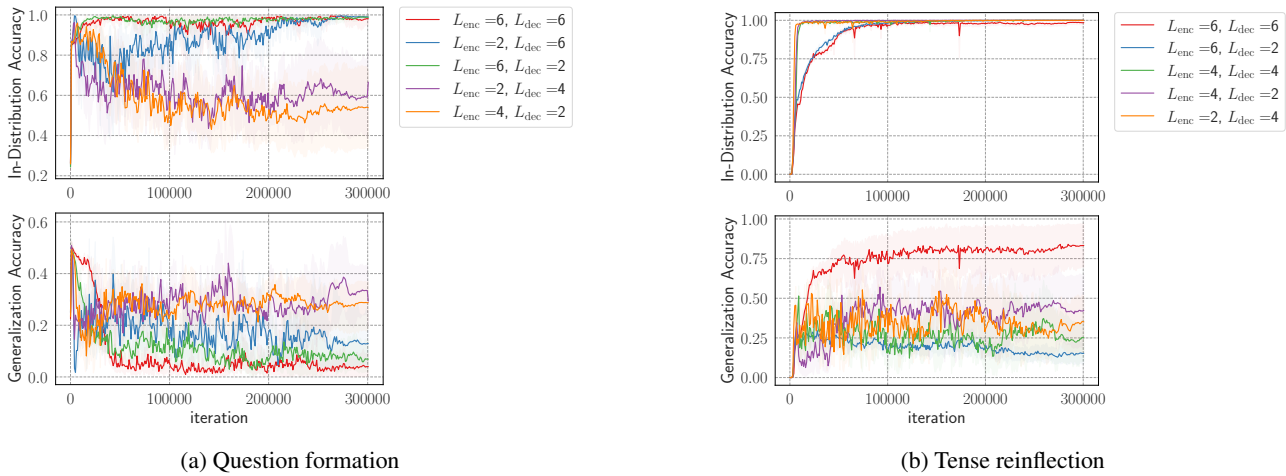 In-Distribution Accuracy
1.0
0.8
0.6
0.4
0.2
0
100000
200000
300000
L_enc =6, L_dec =6
L_enc =2, L_dec =6
L_enc =6, L_dec =2
L_enc =2, L_dec =4
L_enc =4, L_dec =2
Generalization Accuracy
0.6
0.4
0.2
0.0
0
100000
200000
300000
iteration
(a) Question formation
In-Distribution Accuracy
1.00
0.75
0.50
0.25
0.00
0
100000
200000
300000
L_enc =6, L_dec =6
L_enc =6, L_dec =2
L_enc =4, L_dec =4
L_enc =4, L_dec =2
L_enc =2, L_dec =4
Generalization Accuracy
1.00
0.75
0.50
0.25
0.00
0
100000
200000
300000
iteration
(b) Tense reinflection